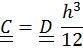 C = D h³/12